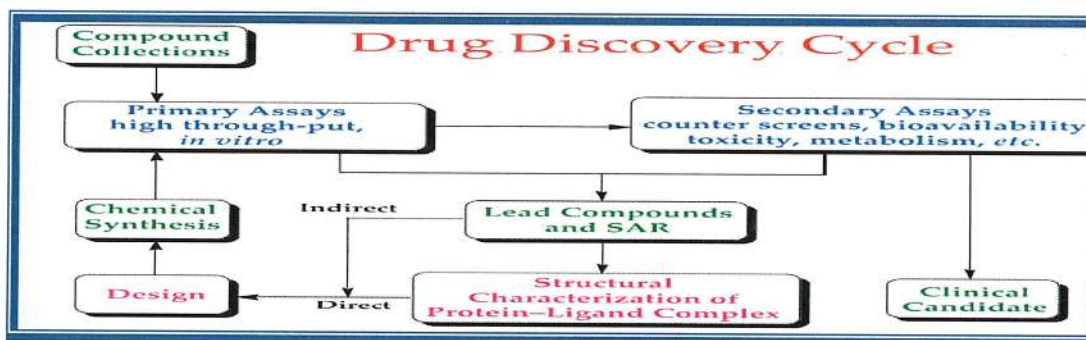 Compound
Collections
Drug Discovery Cycle
Primary Assays
high through-put,
in vitro
Secondary Assays
counter screens, bioavailability
toxicity, metabolism, etc.
Chemical
Synthesis
Indirect
Lead Compounds
and SAR
Design
Direct
Structural
Characterization of
Protein–Ligand Complex
Clinical
Candidate